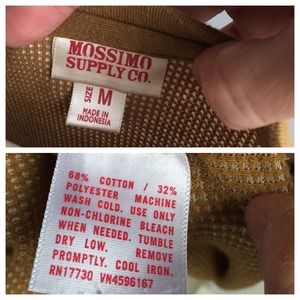 MOSSIMO
SUPPLY CO.
SIZE
M
MADE IN
INDONESIA
68% COTTON / 32%
POLYESTER MACHINE
WASH COLD. USE ONLY
NON-CHLORINE BLEACH
WHEN NEEDED. TUMBLE
DRY LOW. REMOVE
PROMPTLY. COOL IRON.
RN17730 VN4596167